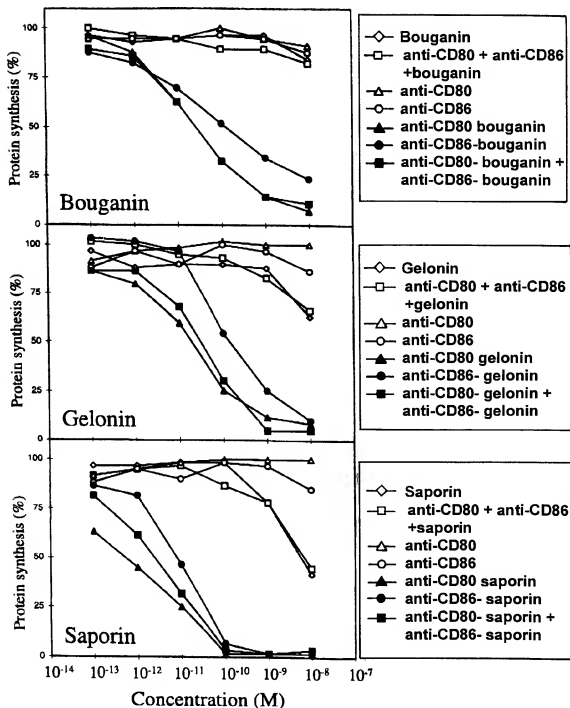 Protein synthesis (%)
100
75
50
25
0
Bouganin
Bouganin
anti-CD80 + anti-CD86
+bouganin
anti-CD80
anti-CD86
anti-CD80 bouganin
anti-CD86-bouganin
anti-CD80- bouganin +
anti-CD86- bouganin
Protein synthesis (%)
100
75
50
25
0
Gelonin
Gelonin
anti-CD80 + anti-CD86
+gelonin
anti-CD80
anti-CD86
anti-CD80 gelonin
anti-CD86- gelonin
anti-CD80- gelonin +
anti-CD86- gelonin
Protein synthesis (%)
100
75
50
25
0
Saporin
Saporin
anti-CD80 + anti-CD86
+saporin
anti-CD80
anti-CD86
anti-CD80 saporin
anti-CD86- saporin
anti-CD80- saporin +
anti-CD86- saporin
10-14 10-13 10-12 10-11 10-10 10-9 10-8 10-7
Concentration (M)